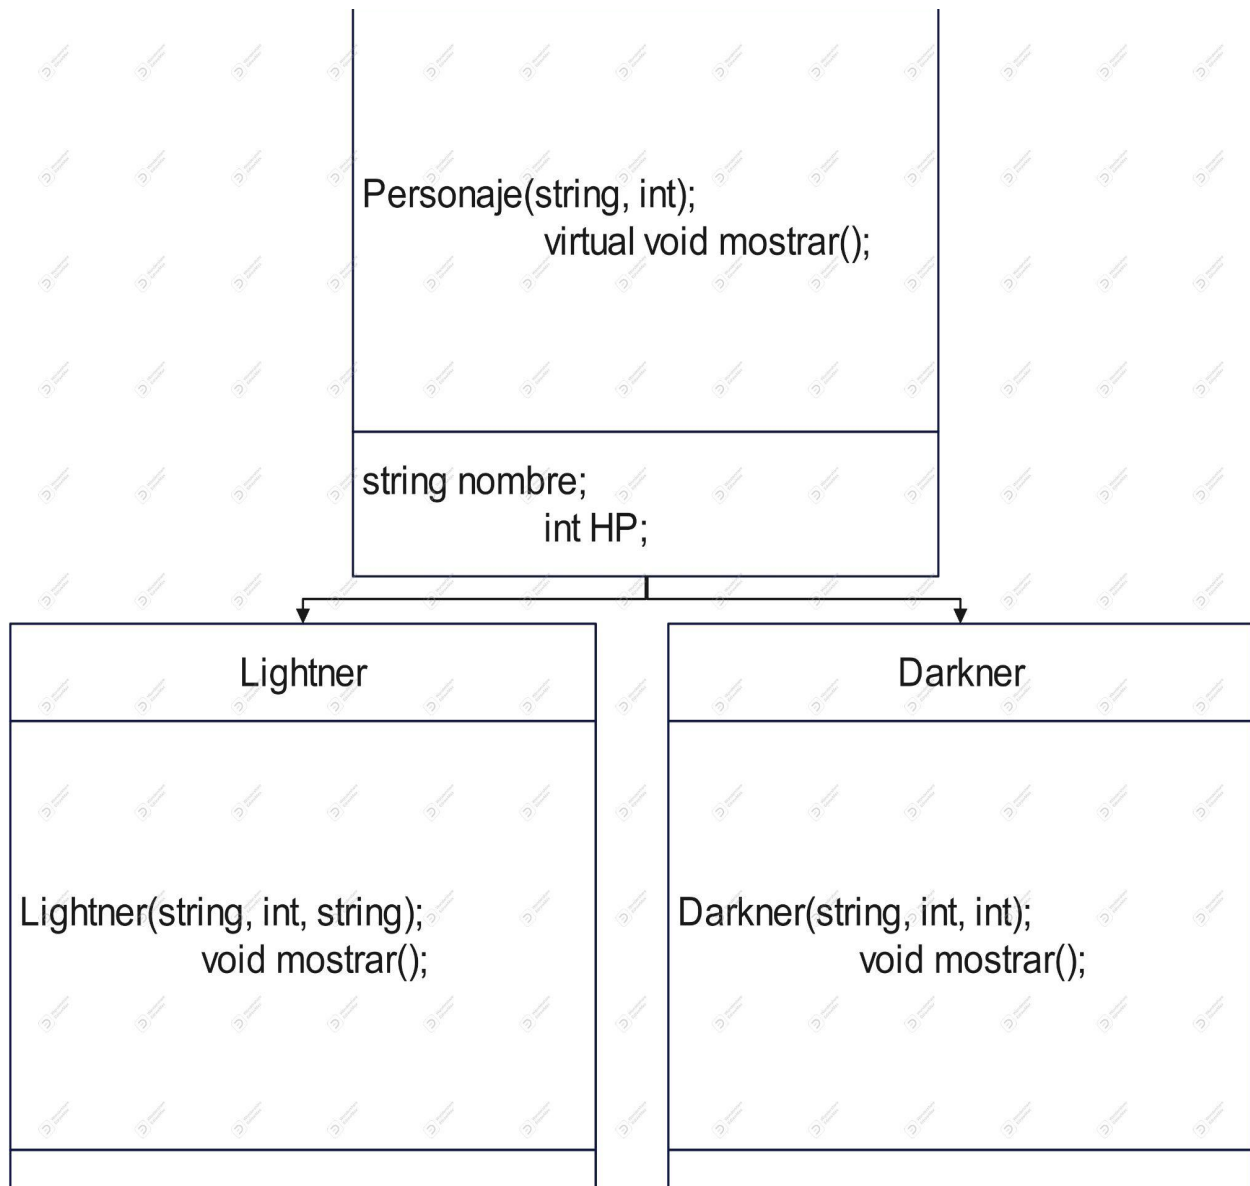 Personaje(string, int);
virtual void mostrar();
string nombre;
int HP;
Lightner
Darkner
Lightner(string, int, string);
void mostrar();
Darkner(string, int, int);
void mostrar();